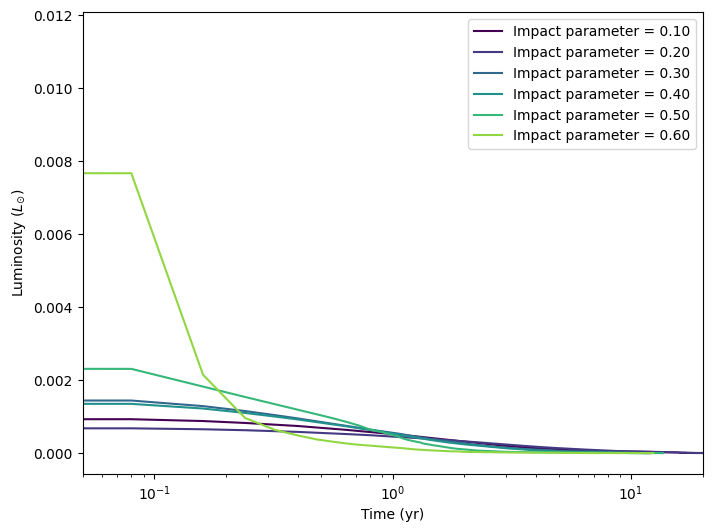 0.012
0.010
0.008
0.006
0.004
0.002
0.000
Luminosity (L⊙)
Impact parameter = 0.10
Impact parameter = 0.20
Impact parameter = 0.30
Impact parameter = 0.40
Impact parameter = 0.50
Impact parameter = 0.60
10⁻¹
10⁰
10¹
Time (yr)